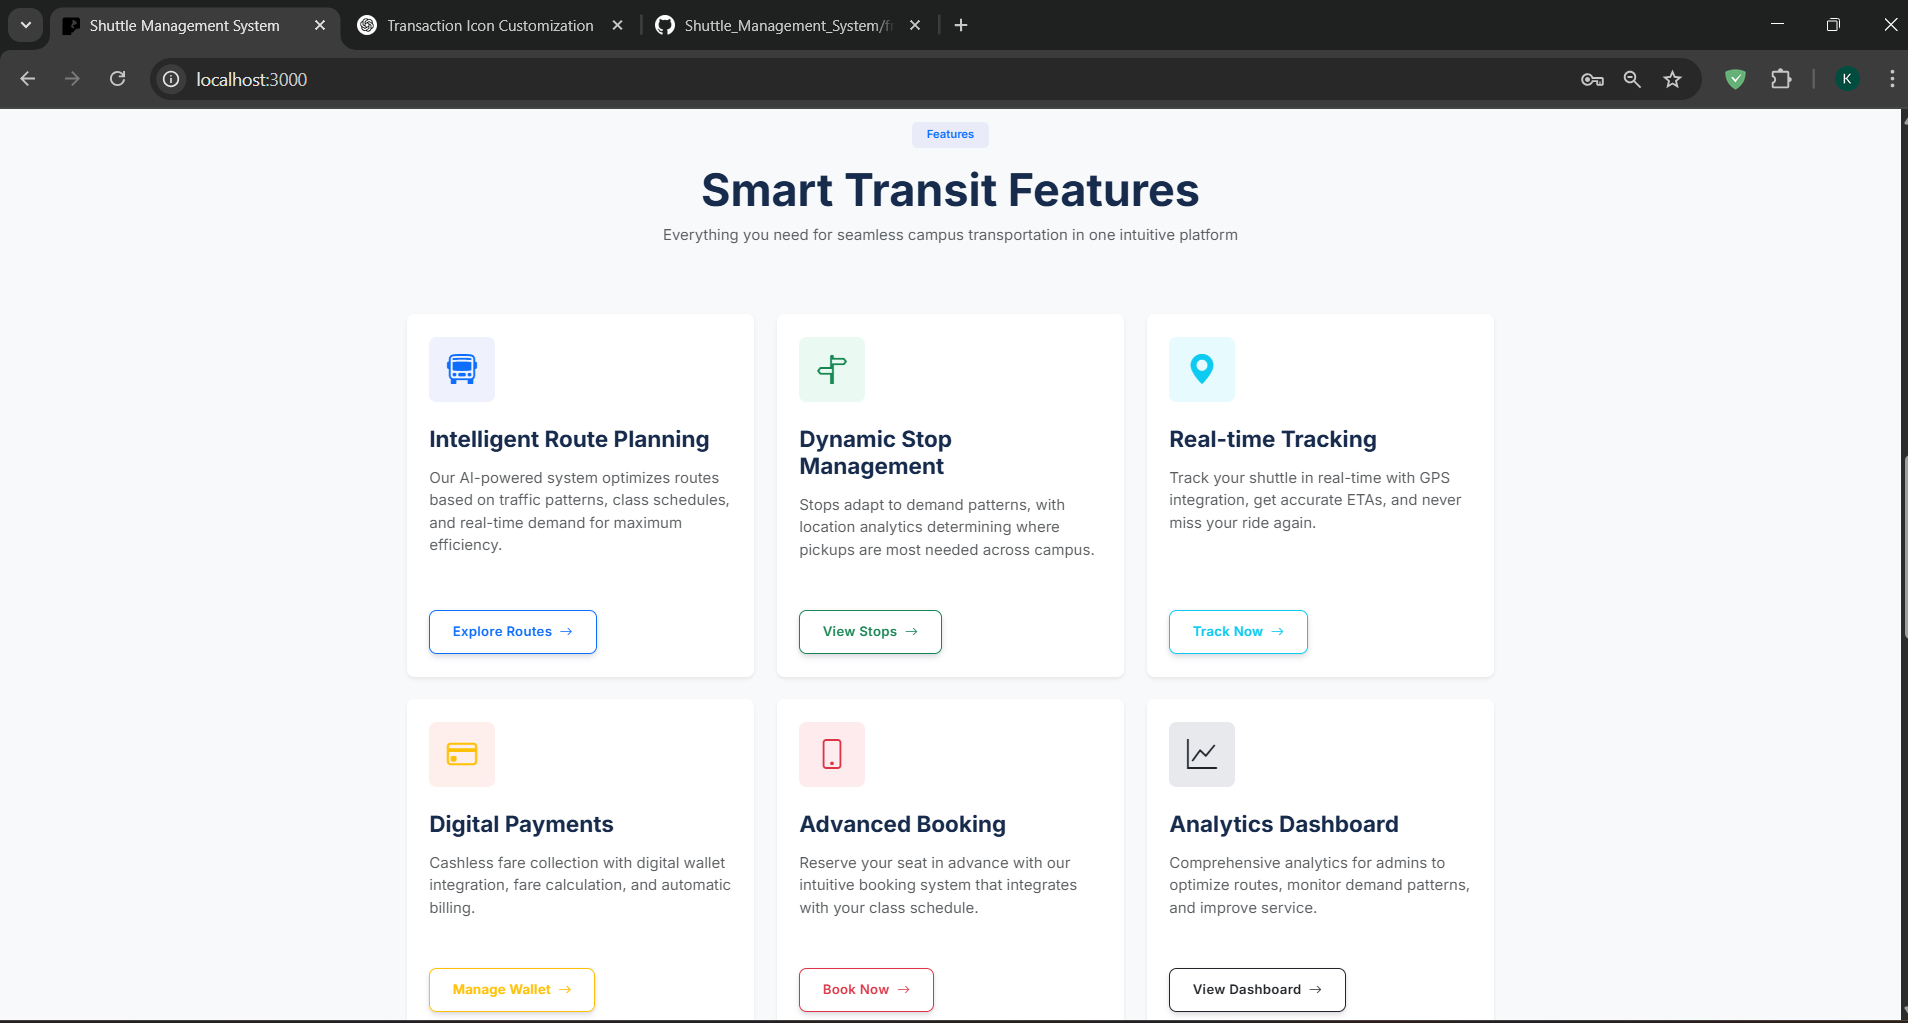 Shuttle Management System
Transaction Icon Customization
Shuttle_Management_System/f
localhost:3000
K
Features
Smart Transit Features
Everything you need for seamless campus transportation in one intuitive platform
Intelligent Route Planning
Our AI-powered system optimizes routes
based on traffic patterns, class schedules,
and real-time demand for maximum
efficiency.
Explore Routes →
Dynamic Stop
Management
Stops adapt to demand patterns, with
location analytics determining where
pickups are most needed across campus.
View Stops →
Real-time Tracking
Track your shuttle in real-time with GPS
integration, get accurate ETAs, and never
miss your ride again.
Track Now →
Digital Payments
Cashless fare collection with digital wallet
integration, fare calculation, and automatic
billing.
Manage Wallet →
Advanced Booking
Reserve your seat in advance with our
intuitive booking system that integrates
with your class schedule.
Book Now →
Analytics Dashboard
Comprehensive analytics for admins to
optimize routes, monitor demand patterns,
and improve service.
View Dashboard →